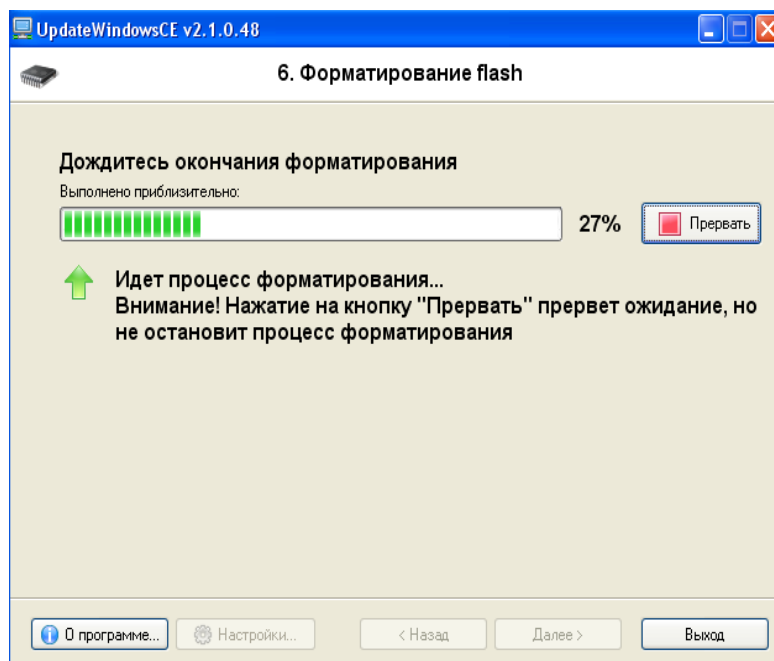 UpdateWindowsCE v2.1.0.48
6. Форматирование flash
Дождитесь окончания форматирования
Выполнено приблизительно:
27%
Прервать
Идет процесс форматирования...
Внимание! Нажатие на кнопку "Прервать" прервет ожидание, но
не остановит процесс форматирования
О программе...
Настройки...
< Назад
Далее >
Выход